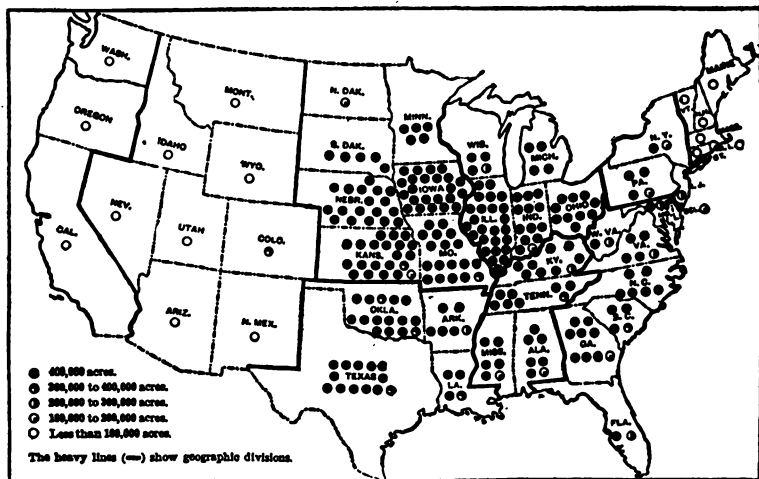 WASH.
MONT.
N. DAK.
MINN.
MAINE
OREGON
IDAHO
S. DAK.
WIS.
MICH.
N.Y.
VT.
WYO.
NEBR.
IOWA
PA.
NEV.
UTAH
COLO.
KANS.
MO.
ILL.
IND.
OHIO
W. VA.
VA.
KY.
CAL.
ARIZ.
N. MEX.
OKLA.
ARK.
TENN.
N. C.
S. C.
TEXAS
LA.
MISS.
ALA.
GA.
FLA.
400,000 acres.
300,000 to 400,000 acres.
200,000 to 300,000 acres.
100,000 to 200,000 acres.
Less than 100,000 acres.
The heavy lines (━) show geographic divisions.